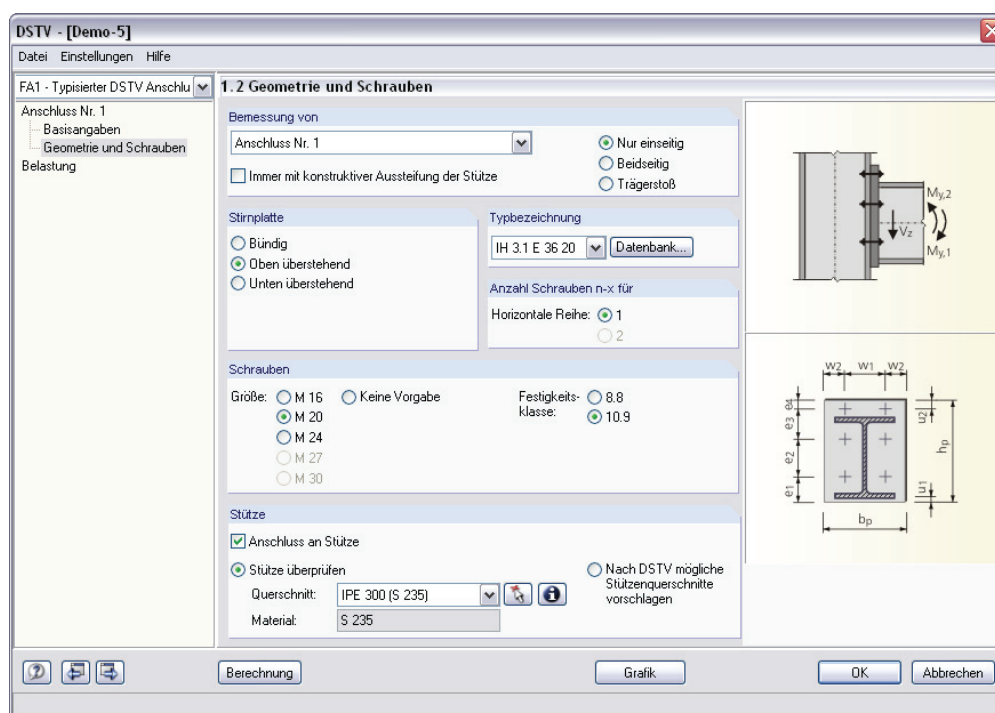 DSTV - [Demo-5]
Datei Einstellungen Hilfe
FA1 - Typisierter DSTV Anschlu
Anschluss Nr. 1
Basisangaben
Geometrie und Schrauben
Belastung
1.2 Geometrie und Schrauben
Bemessung von
Anschluss Nr. 1
Immer mit konstruktiver Aussteifung der Stütze
Nur einseitig
Beidseitig
Trägerstoß
Stirnplatte
Bündig
Oben überstehend
Unten überstehend
Typbezeichnung
IH 3.1 E 36 20
Datenbank...
Anzahl Schrauben n-x für
Horizontale Reihe: 1
2
Schrauben
Größe: M 16
M 20
M 24
M 27
M 30
Keine Vorgabe
Festigkeits-
klasse:
8.8
10.9
Stütze
Anschluss an Stütze
Stütze überprüfen
Querschnitt: IPE 300 (S 235)
Material: S 235
Nach DSTV mögliche
Stützenquerschnitte
vorschlagen
My,2
Vz
My,1
w2 w1 w2
e4
e3
e2
e1
u2
hp
u1
bp
Berechnung
Grafik
OK
Abbrechen